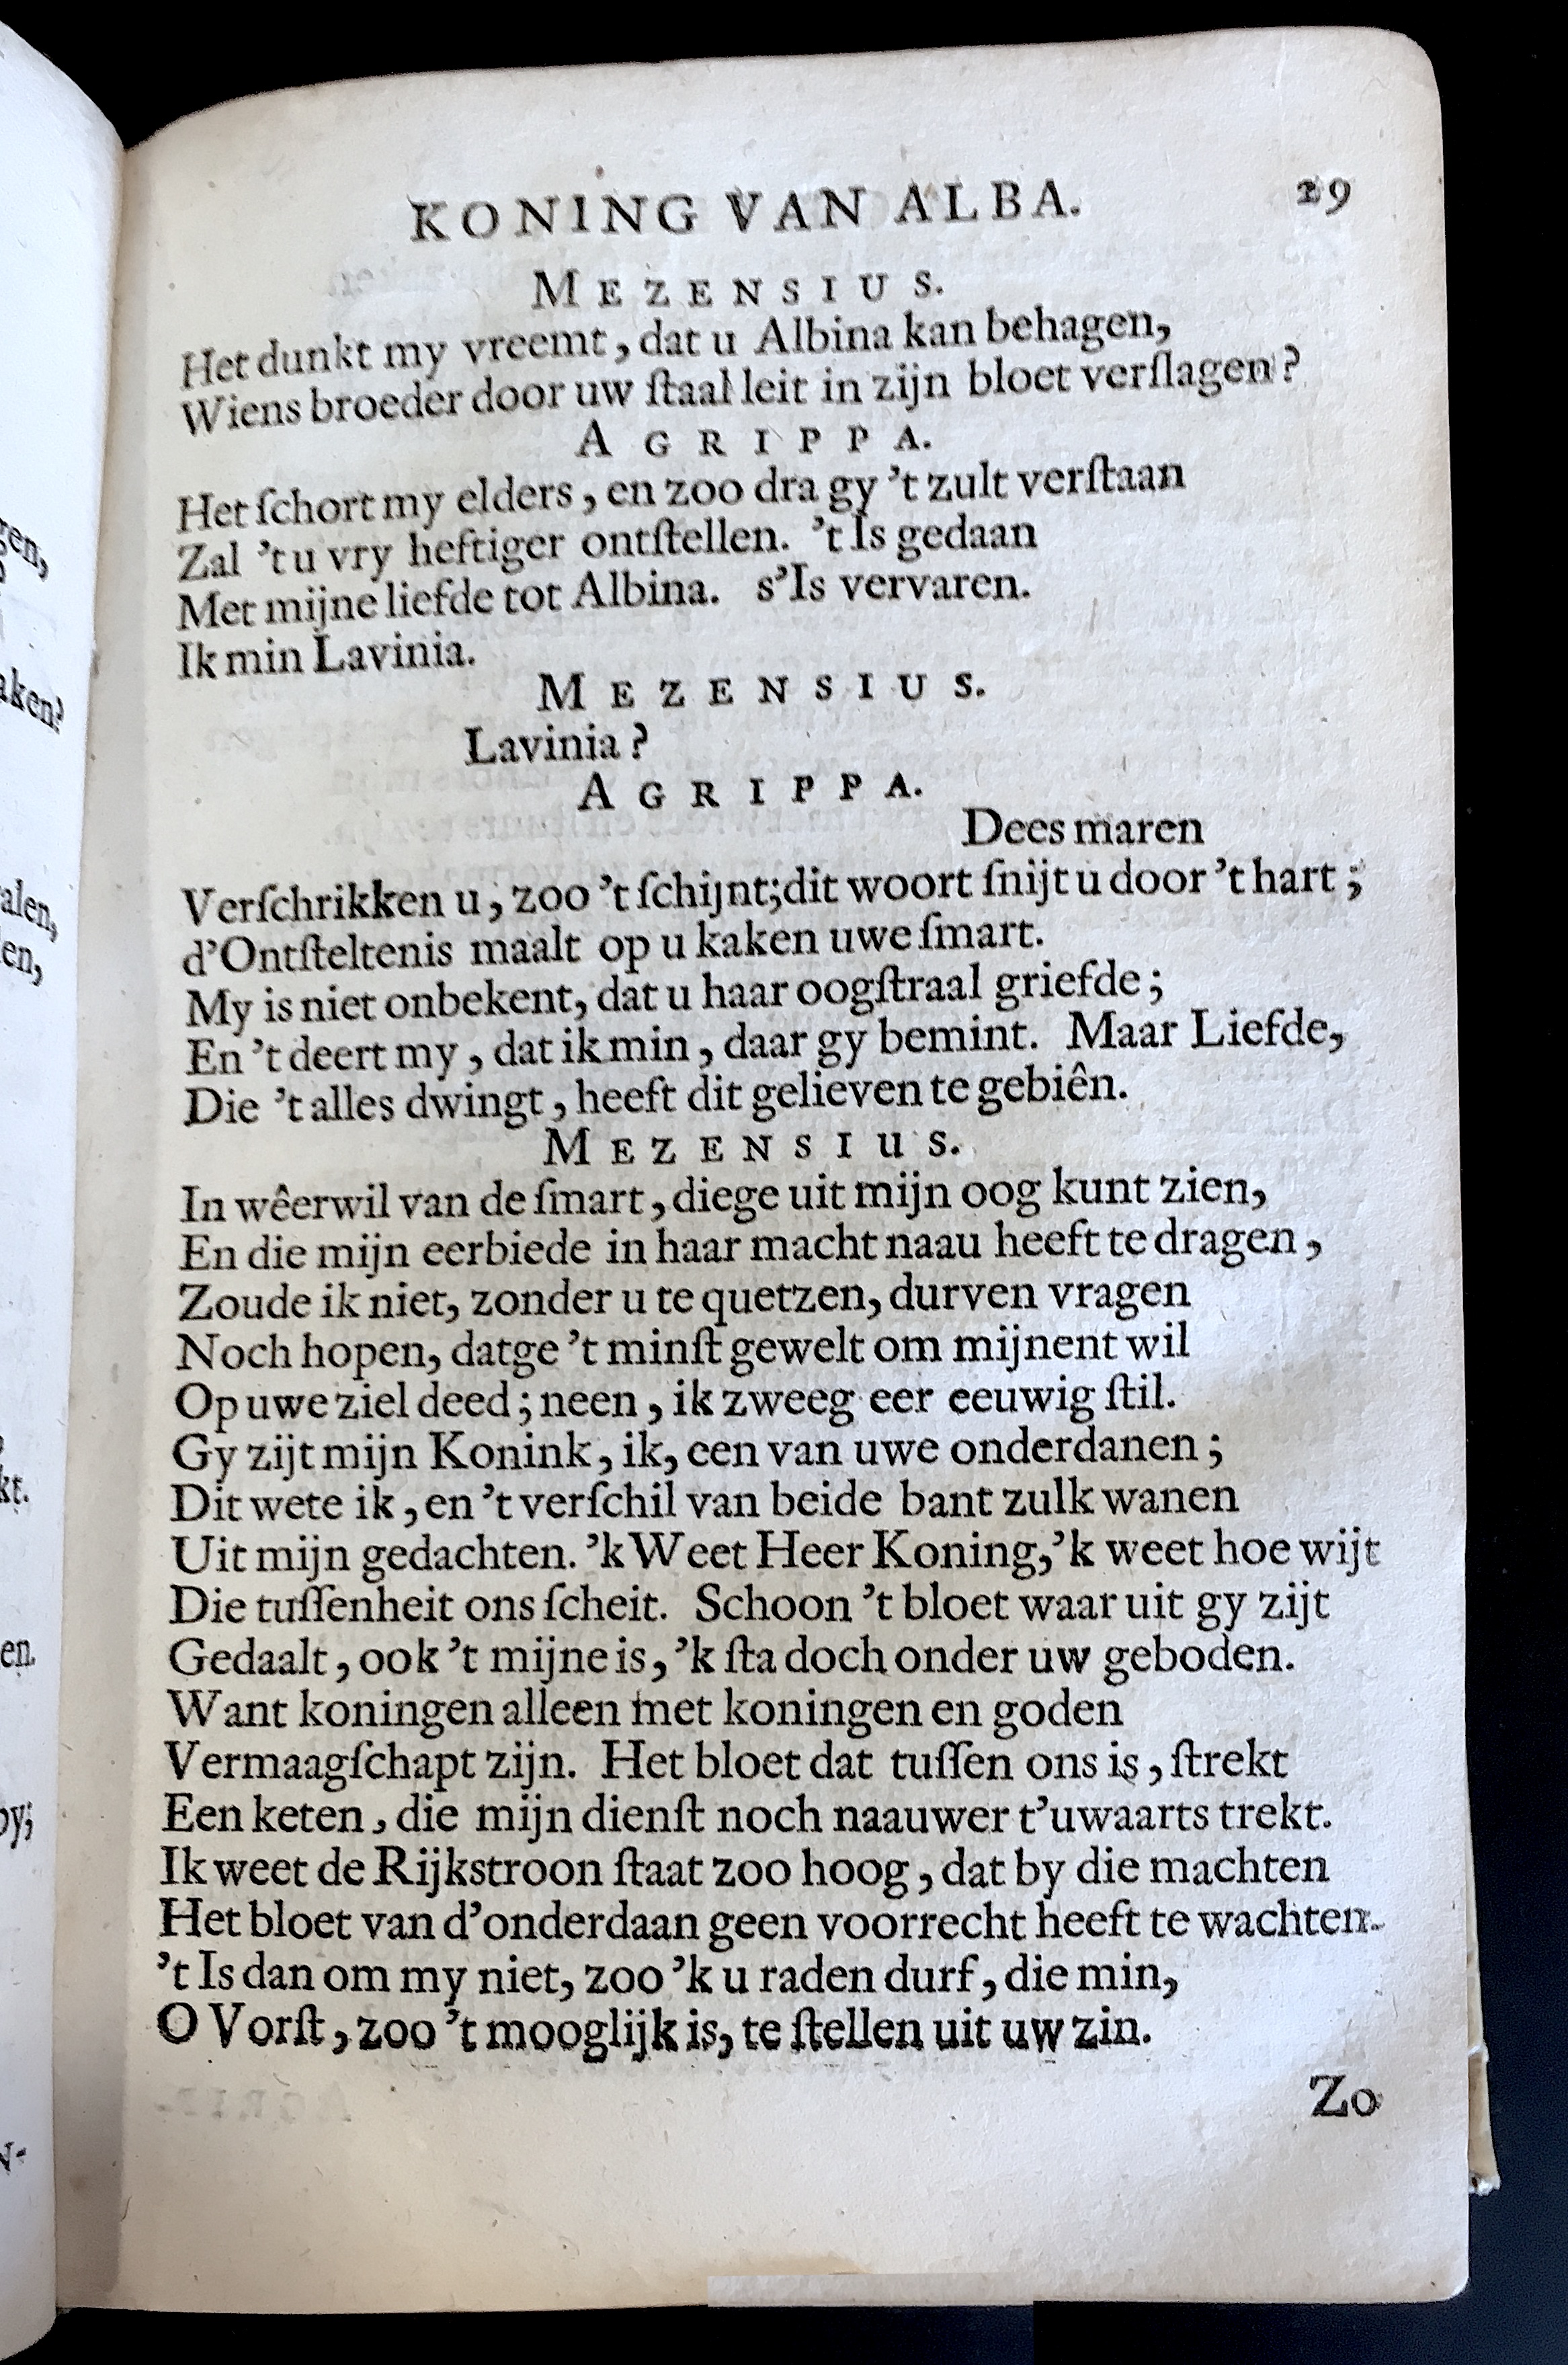 KONING VAN ALBA. 29
MEZENSIUS.
Het dunkt my vreemt, dat u Albina kan behagen,
Wiens broeder door uw ſtaal leit in zijn bloet verſlagen?
AGRIPPA.
Het ſchort my elders, en zoo dra gy 't zult verſtaan
Zal 't u vry heftiger ontſtellen. 't Is gedaan
Met mijne liefde tot Albina. s'Is vervaren.
Ik min Lavinia.
MEZENSIUS.
Lavinia?
AGRIPPA.
Dees maren
Verſchrikken u, zoo 't ſchijnt; dit woort ſnijt u door 't hart;
d'Ontſteltenis maalt op u kaken uwe ſmart.
My is niet onbekent, dat u haar oogſtraal griefde;
En 't deert my, dat ik min, daar gy bemint. Maar Liefde,
Die 't alles dwingt, heeft dit gelieven te gebiên.
MEZENSIUS.
In wêerwil van de ſmart, diege uit mijn oog kunt zien,
En die mijn eerbiede in haar macht naau heeft te dragen,
Zoude ik niet, zonder u te quetzen, durven vragen
Noch hopen, datge 't minſt gewelt om mijnent wil
Op uwe ziel deed; neen, ik zweeg eer eeuwig ſtil.
Gy zijt mijn Konink, ik, een van uwe onderdanen;
Dit wete ik, en 't verſchil van beide bant zulk wanen
Uit mijn gedachten. 'k Weet Heer Koning, 'k weet hoe wijt
Die tuſſenheit ons ſcheit. Schoon 't bloet waar uit gy zijt
Gedaalt, ook 't mijne is, 'k ſta doch onder uw geboden.
Want koningen alleen met koningen en goden
Vermaagſchapt zijn. Het bloet dat tuſſen ons is, ſtrekt
Een keten, die mijn dienſt noch naauwer t'uwaarts trekt.
Ik weet de Rijkstroon ſtaat zoo hoog, dat by die machten
Het bloet van d'onderdaan geen voorrecht heeft te wachten.
't Is dan om my niet, zoo 'k u raden durf, die min,
O Vorſt, zoo 't mooglijk is, te ſtellen uit uw zin.
Zo